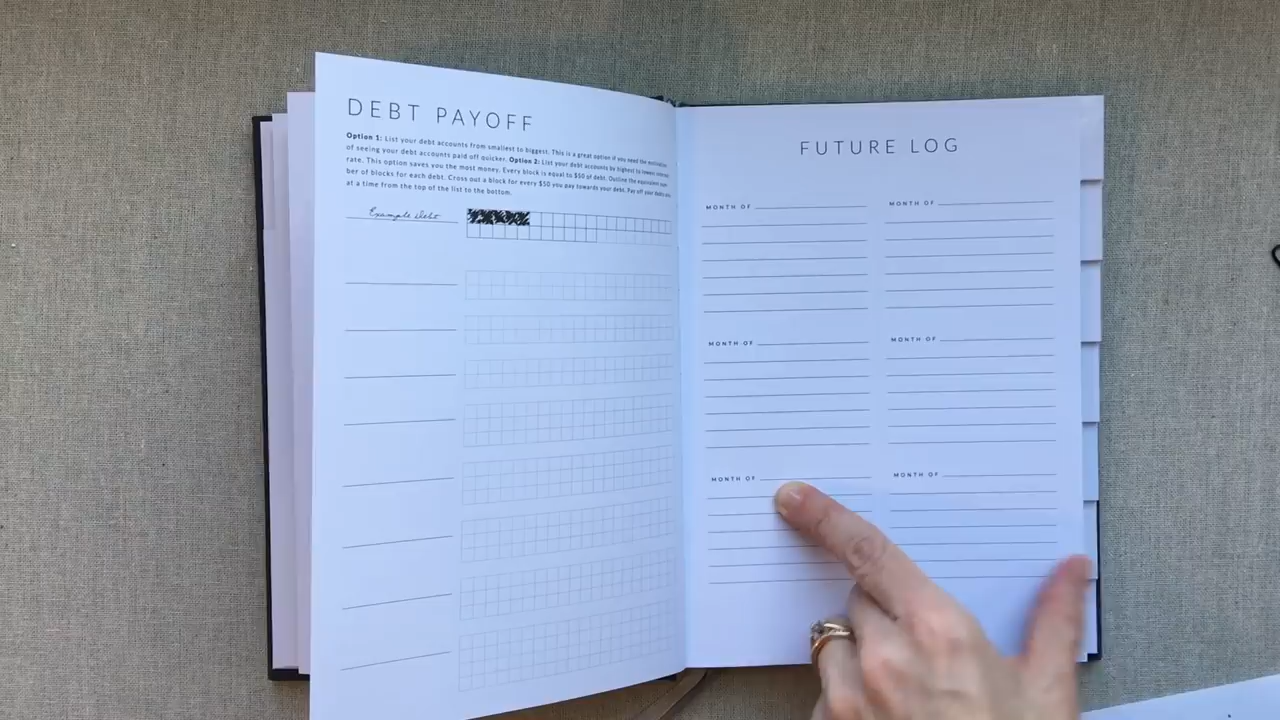 DEBT PAYOFF
Option 1: List your debt accounts from smallest to biggest. This is a great option if you need the motivation
of seeing your debt accounts paid off quicker. Option 2: List your debt accounts by highest to lowest interest
rate. This option saves you the most money. Every block is equal to $50 of debt. Outline the equivalent num-
ber of blocks for each debt. Cross out a block for every $50 you pay towards your debt. Pay off your debts one
at a time from the top of the list to the bottom.
Example Debt
FUTURE LOG
MONTH OF
MONTH OF
MONTH OF
MONTH OF
MONTH OF
MONTH OF